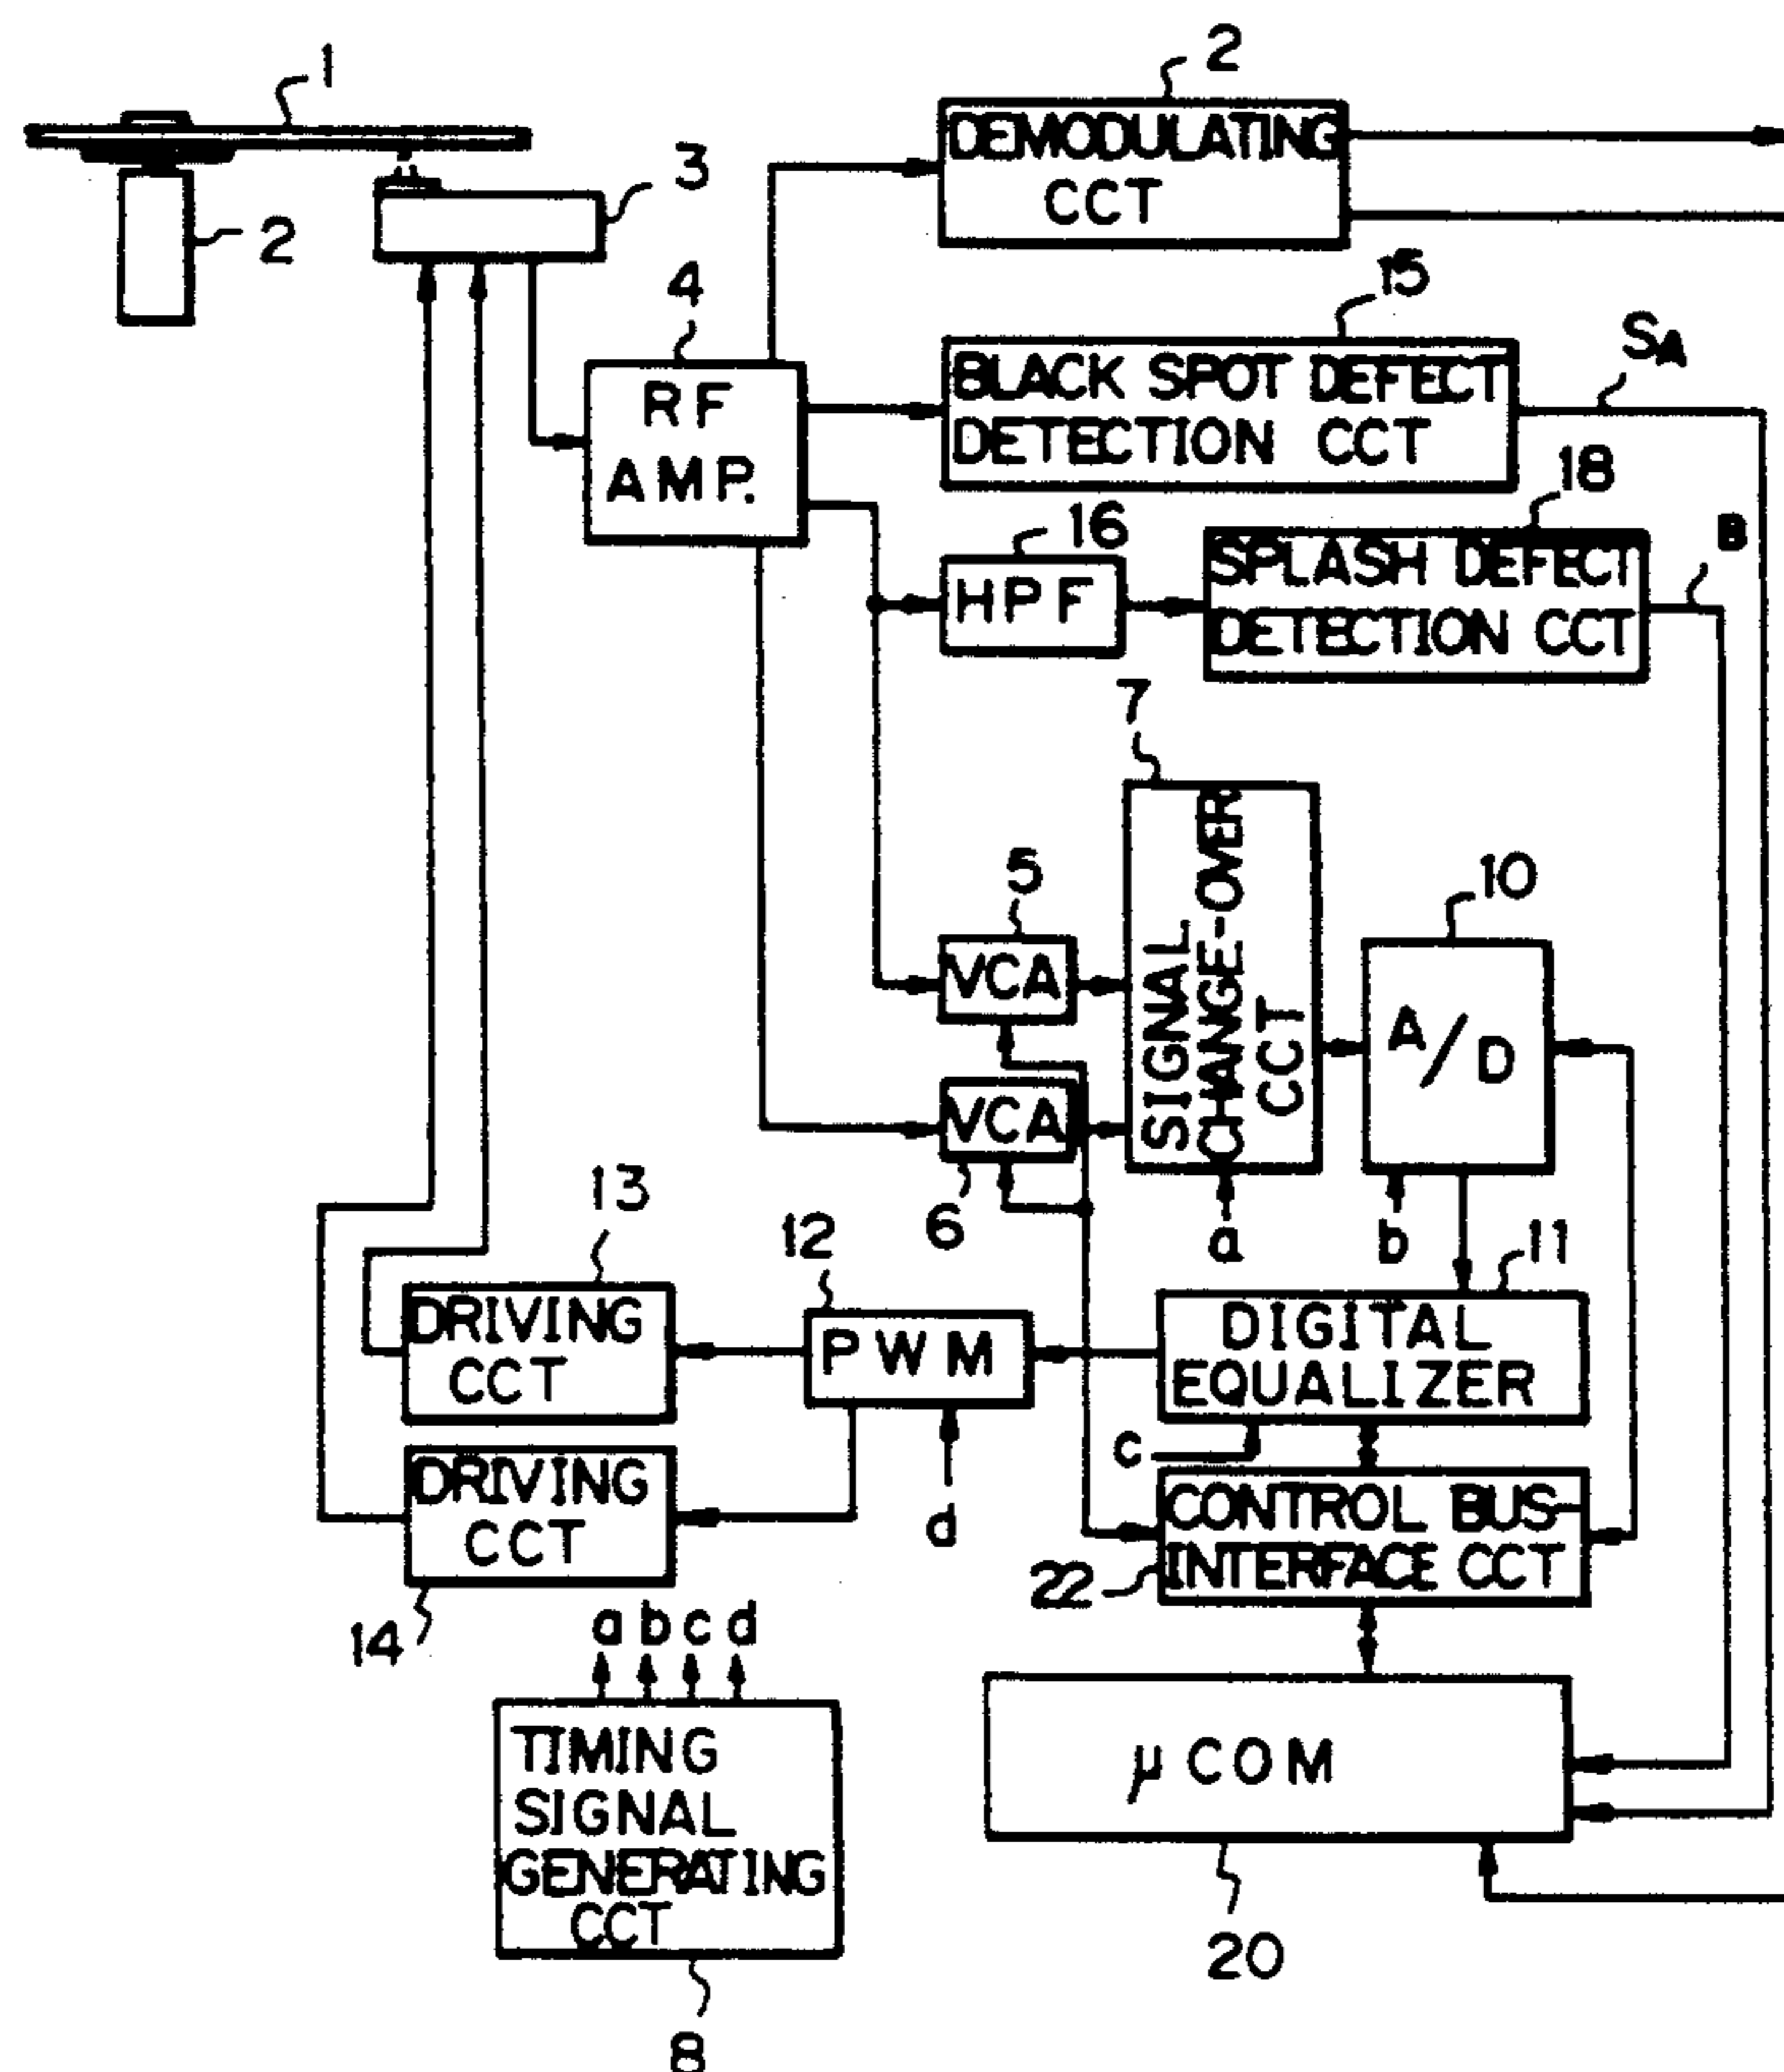 1
2
3
2
DEMODULATING
CCT
4
RF
AMP.
15
BLACK SPOT DEFECT
DETECTION CCT
SA
16
HPF
18
SPLASH DEFECT
DETECTION CCT
B
7
SIGNAL
CHANGE-OVER
CCT
5
VCA
10
A/D
VCA
6
a
b
13
DRIVING
CCT
12
PWM
d
11
DIGITAL
EQUALIZER
c
DRIVING
CCT
14
CONTROL BUS
INTERFACE CCT
22
a b c d
TIMING
SIGNAL
GENERATING
CCT
8
μCOM
20